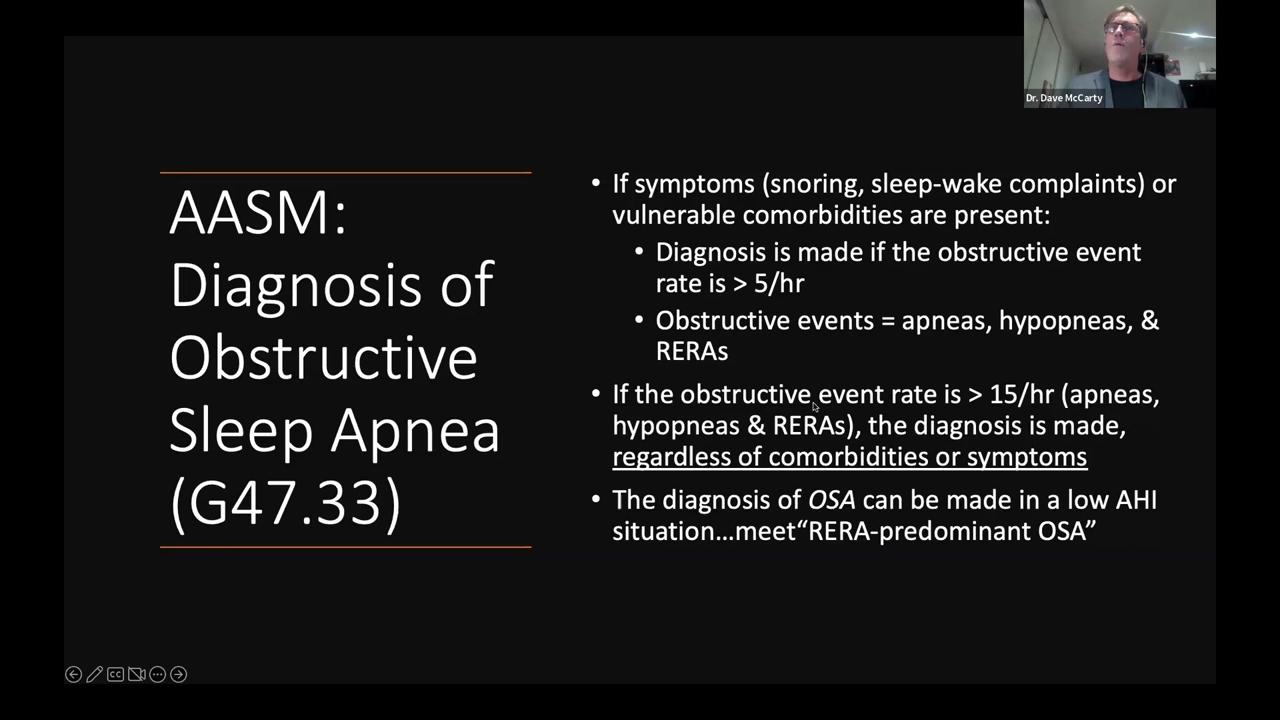 Dr. Dave McCarty
AASM:
Diagnosis of
Obstructive
Sleep Apnea
(G47.33)
• If symptoms (snoring, sleep-wake complaints) or
vulnerable comorbidities are present:
• Diagnosis is made if the obstructive event
rate is > 5/hr
• Obstructive events = apneas, hypopneas, &
RERAs
• If the obstructive event rate is > 15/hr (apneas,
hypopneas & RERAs), the diagnosis is made,
regardless of comorbidities or symptoms
• The diagnosis of OSA can be made in a low AHI
situation…meet“RERA-predominant OSA”
CC